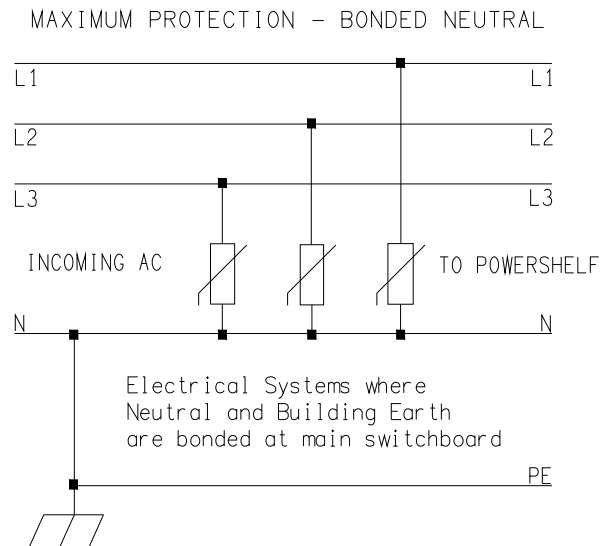 MAXIMUM PROTECTION - BONDED NEUTRAL
L1 L1
L2 L2
L3 L3
INCOMING AC TO POWERSHELF
N N
Electrical Systems where
Neutral and Building Earth
are bonded at main switchboard
PE